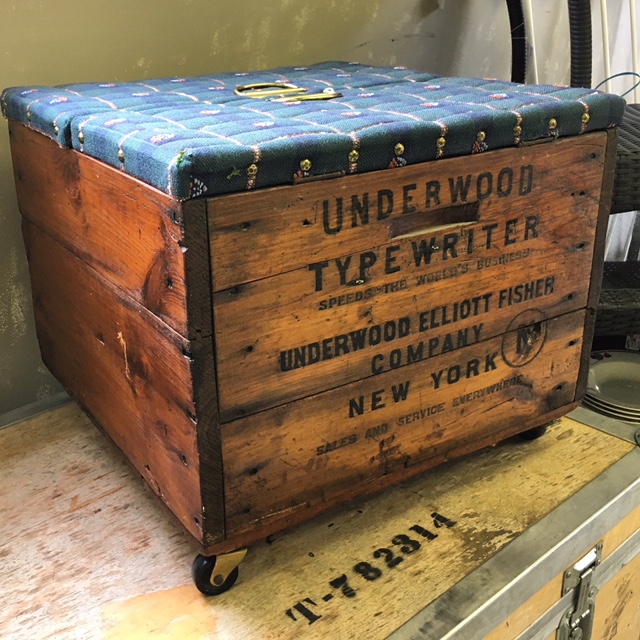 UNDERWOOD
TYPEWRITER
SPEEDS THE WORLD'S BUSINESS
UNDERWOOD ELLIOTT FISHER
COMPANY
NEW YORK
SALES AND SERVICE EVERYWHERE
T-782314